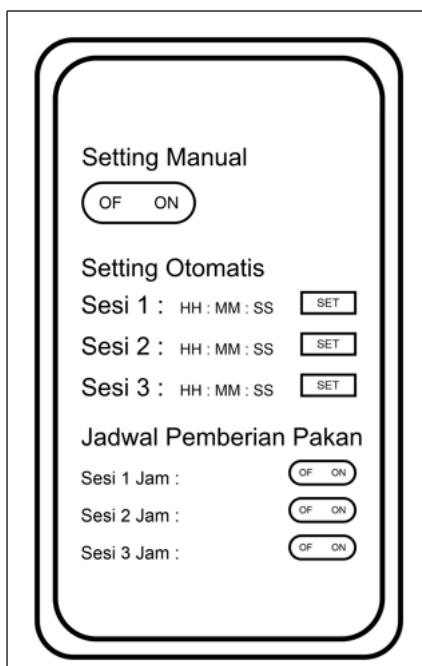 Setting Manual
OF ON
Setting Otomatis
Sesi 1 : HH : MM : SS SET
Sesi 2 : HH : MM : SS SET
Sesi 3 : HH : MM : SS SET
Jadwal Pemberian Pakan
Sesi 1 Jam : OF ON
Sesi 2 Jam : OF ON
Sesi 3 Jam : OF ON